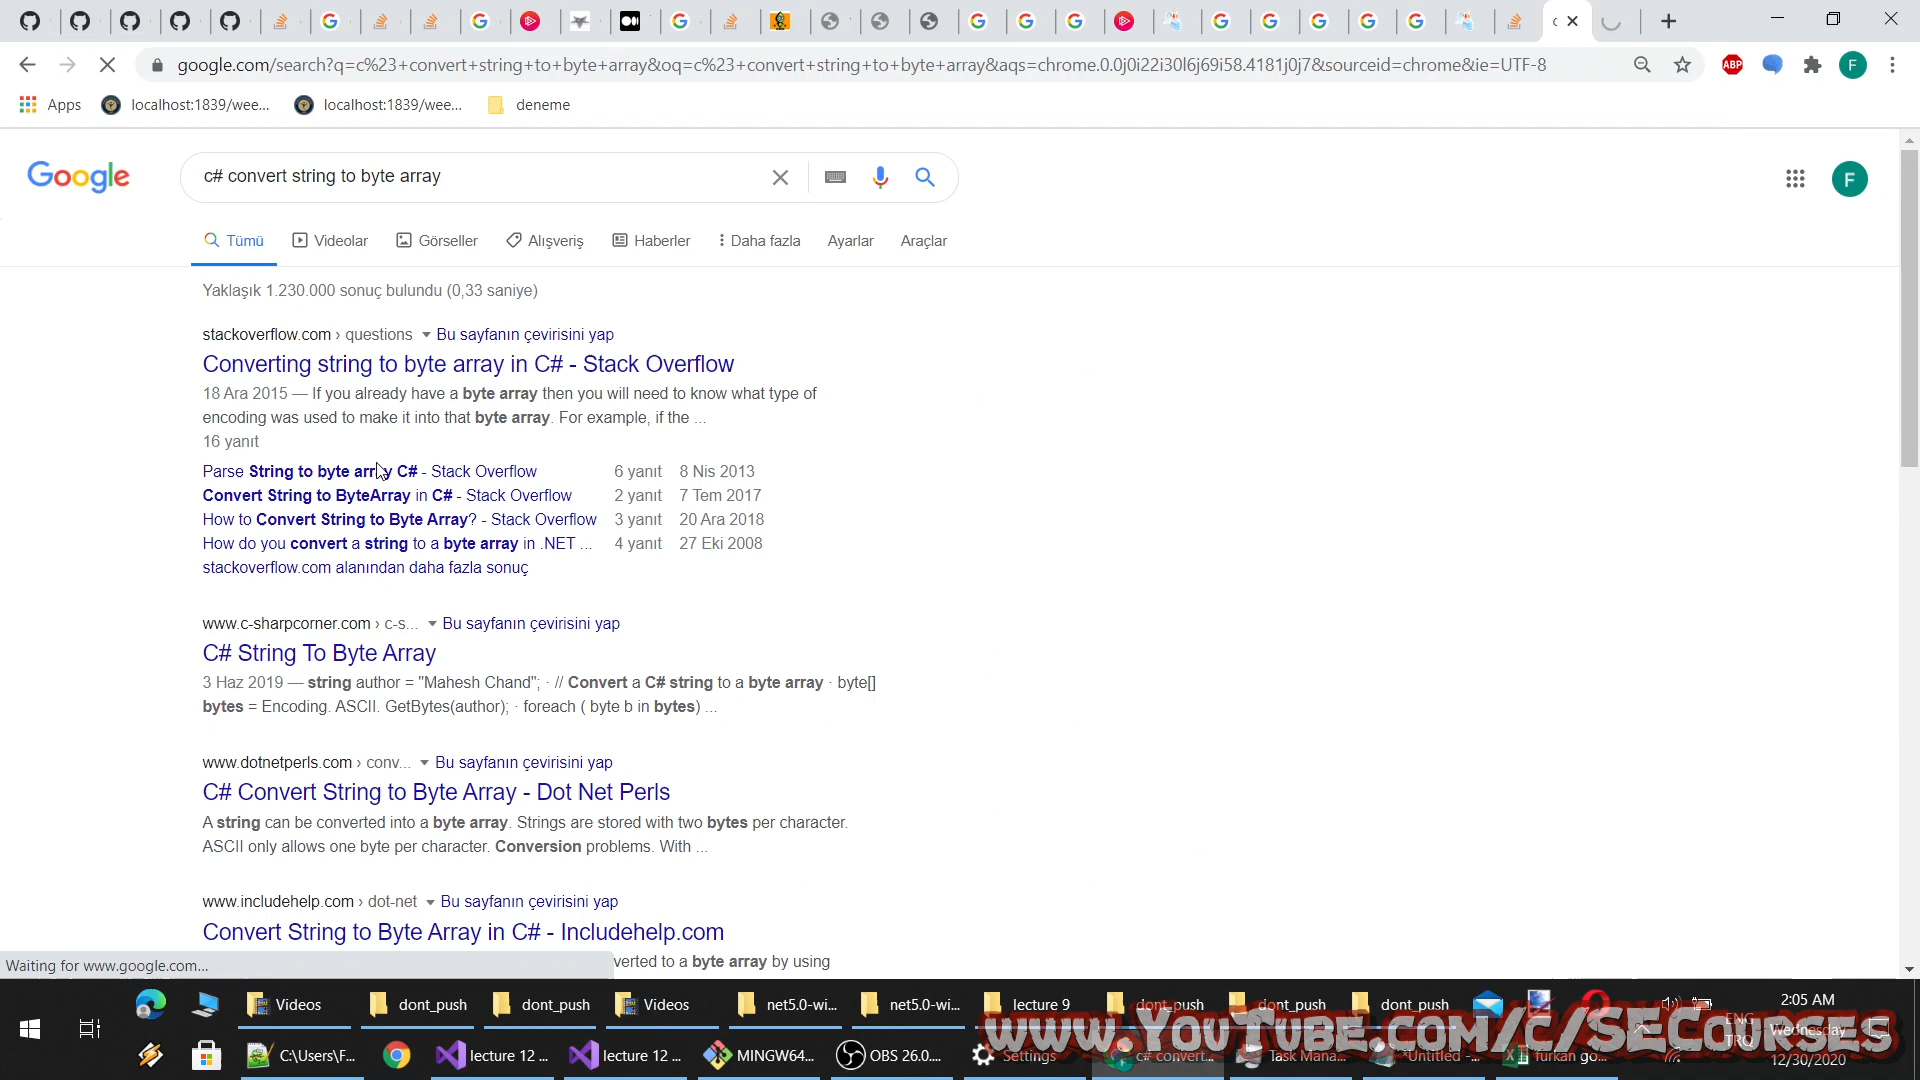 google.com/search?q=c%23+convert+string+to+byte+array&oq=c%23+convert+string+to+byte+array&aqs=chrome.0.0j0i22i30l6j69i58.4181j0j7&sourceid=chrome&ie=UTF-8
ABP
F
Apps
localhost:1839/wee...
localhost:1839/wee...
deneme
Google
c# convert string to byte array
F
Tümü
Videolar
Görseller
Alışveriş
Haberler
Daha fazla
Ayarlar
Araçlar
Yaklaşık 1.230.000 sonuç bulundu (0,33 saniye)
stackoverflow.com › questions
Bu sayfanın çevirisini yap
Converting string to byte array in C# - Stack Overflow
18 Ara 2015 — If you already have a byte array then you will need to know what type of
encoding was used to make it into that byte array. For example, if the ...
16 yanıt
Parse String to byte array C# - Stack Overflow 6 yanıt 8 Nis 2013
Convert String to ByteArray in C# - Stack Overflow 2 yanıt 7 Tem 2017
How to Convert String to Byte Array? - Stack Overflow 3 yanıt 20 Ara 2018
How do you convert a string to a byte array in .NET ... 4 yanıt 27 Eki 2008
stackoverflow.com alanından daha fazla sonuç
www.c-sharpcorner.com › c-s...
Bu sayfanın çevirisini yap
C# String To Byte Array
3 Haz 2019 — string author = "Mahesh Chand"; · // Convert a C# string to a byte array · byte[]
bytes = Encoding. ASCII. GetBytes(author); · foreach ( byte b in bytes) ...
www.dotnetperls.com › conv...
Bu sayfanın çevirisini yap
C# Convert String to Byte Array - Dot Net Perls
A string can be converted into a byte array. Strings are stored with two bytes per character.
ASCII only allows one byte per character. Conversion problems. With ...
www.includehelp.com › dot-net
Bu sayfanın çevirisini yap
Convert String to Byte Array in C# - Includehelp.com
verted to a byte array by using
Waiting for www.google.com...
Videos
dont_push
dont_push
Videos
net5.0-wi...
net5.0-wi...
lecture 9
dont_push
dont_push
dont_push
2:05 AM
ENG
Wednesday
TRQ
12/30/2020
C:\Users\F...
lecture 12 ...
lecture 12 ...
MINGW64...
OBS 26.0....
Settings
c# convert...
Task Mana...
*Untitled -...
furkan go...
www.YouTube.com/c/SECourses